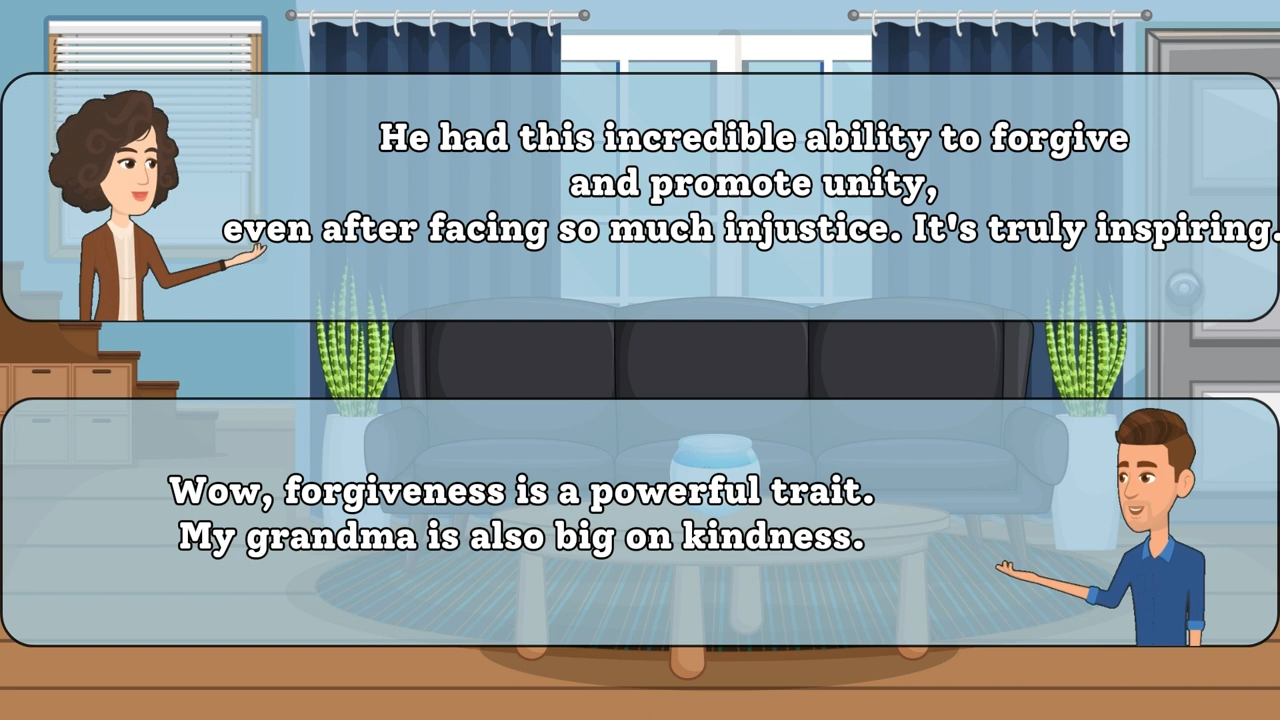 He had this incredible ability to forgive
and promote unity,
even after facing so much injustice. It's truly inspiring.
Wow, forgiveness is a powerful trait.
My grandma is also big on kindness.